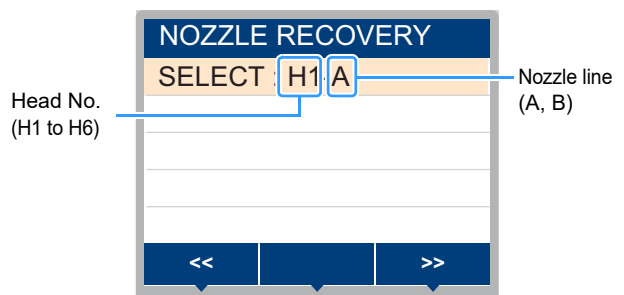 NOZZLE RECOVERY
SELECT : H1-A
Head No.
(H1 to H6)
Nozzle line
(A, B)
<< >>